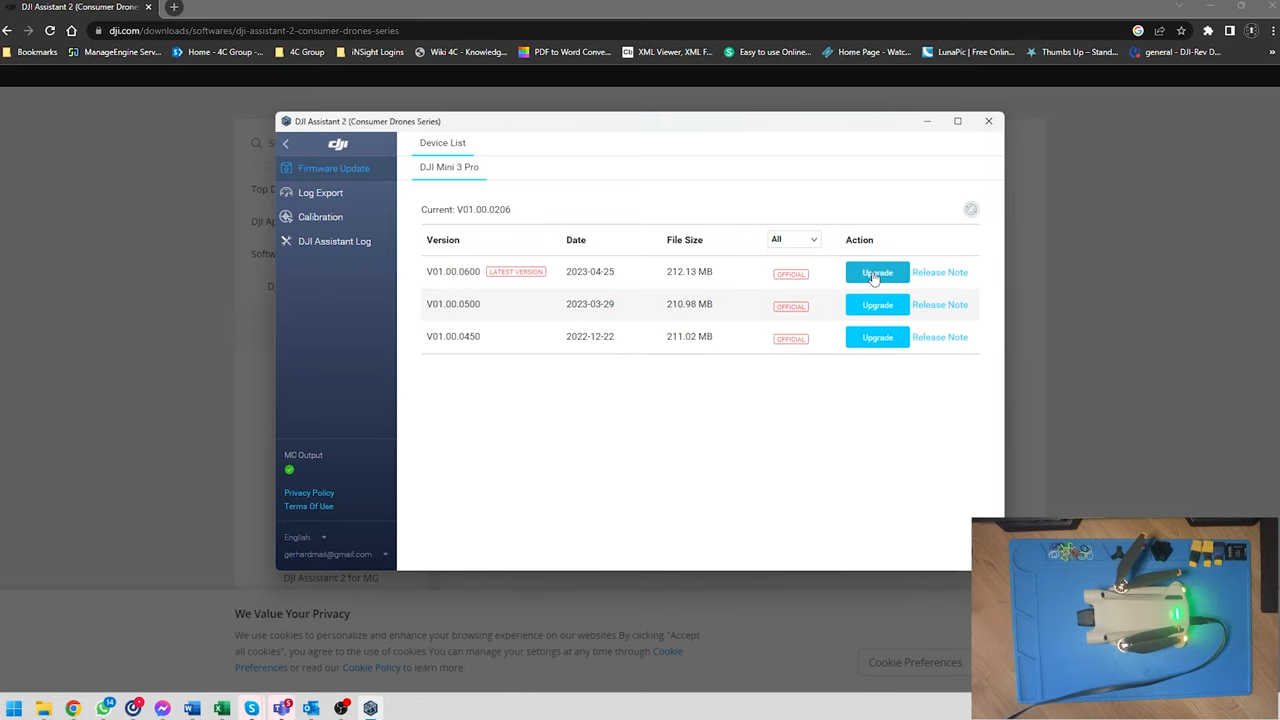 DJI Assistant 2 (Consumer Drones
dji.com/downloads/softwares/dji-assistant-2-consumer-drones-series
Bookmarks ManageEngine Serv... Home - 4C Group -... 4C Group iNSight Logins Wiki 4C - Knowledg... PDF to Word Conve... XML Viewer, XML F... Easy to use Online... Home Page - Watc... LunaPic | Free Onlin... Thumbs Up – Stand... general - DJI-Rev D...
DJI Assistant 2 (Consumer Drones Series)
dji
Firmware Update
Log Export
Calibration
DJI Assistant Log
MC Output
Privacy Policy
Terms Of Use
English
gerhardmail@gmail.com
Device List
DJI Mini 3 Pro
Current: V01.00.0206
Version Date File Size All Action
V01.00.0600 LATEST VERSION 2023-04-25 212.13 MB OFFICIAL Upgrade Release Note
V01.00.0500 2023-03-29 210.98 MB OFFICIAL Upgrade Release Note
V01.00.0450 2022-12-22 211.02 MB OFFICIAL Upgrade Release Note
Top D
DJI A
Softw
DJI Assistant 2 for MG
We Value Your Privacy
We use cookies to personalize and enhance your browsing experience on our websites.By clicking "Accept
all cookies", you agree to the use of cookies.You can manage your settings at any time through Cookie
Preferences or read our Cookie Policy to learn more.
Cookie Preferences
14
5